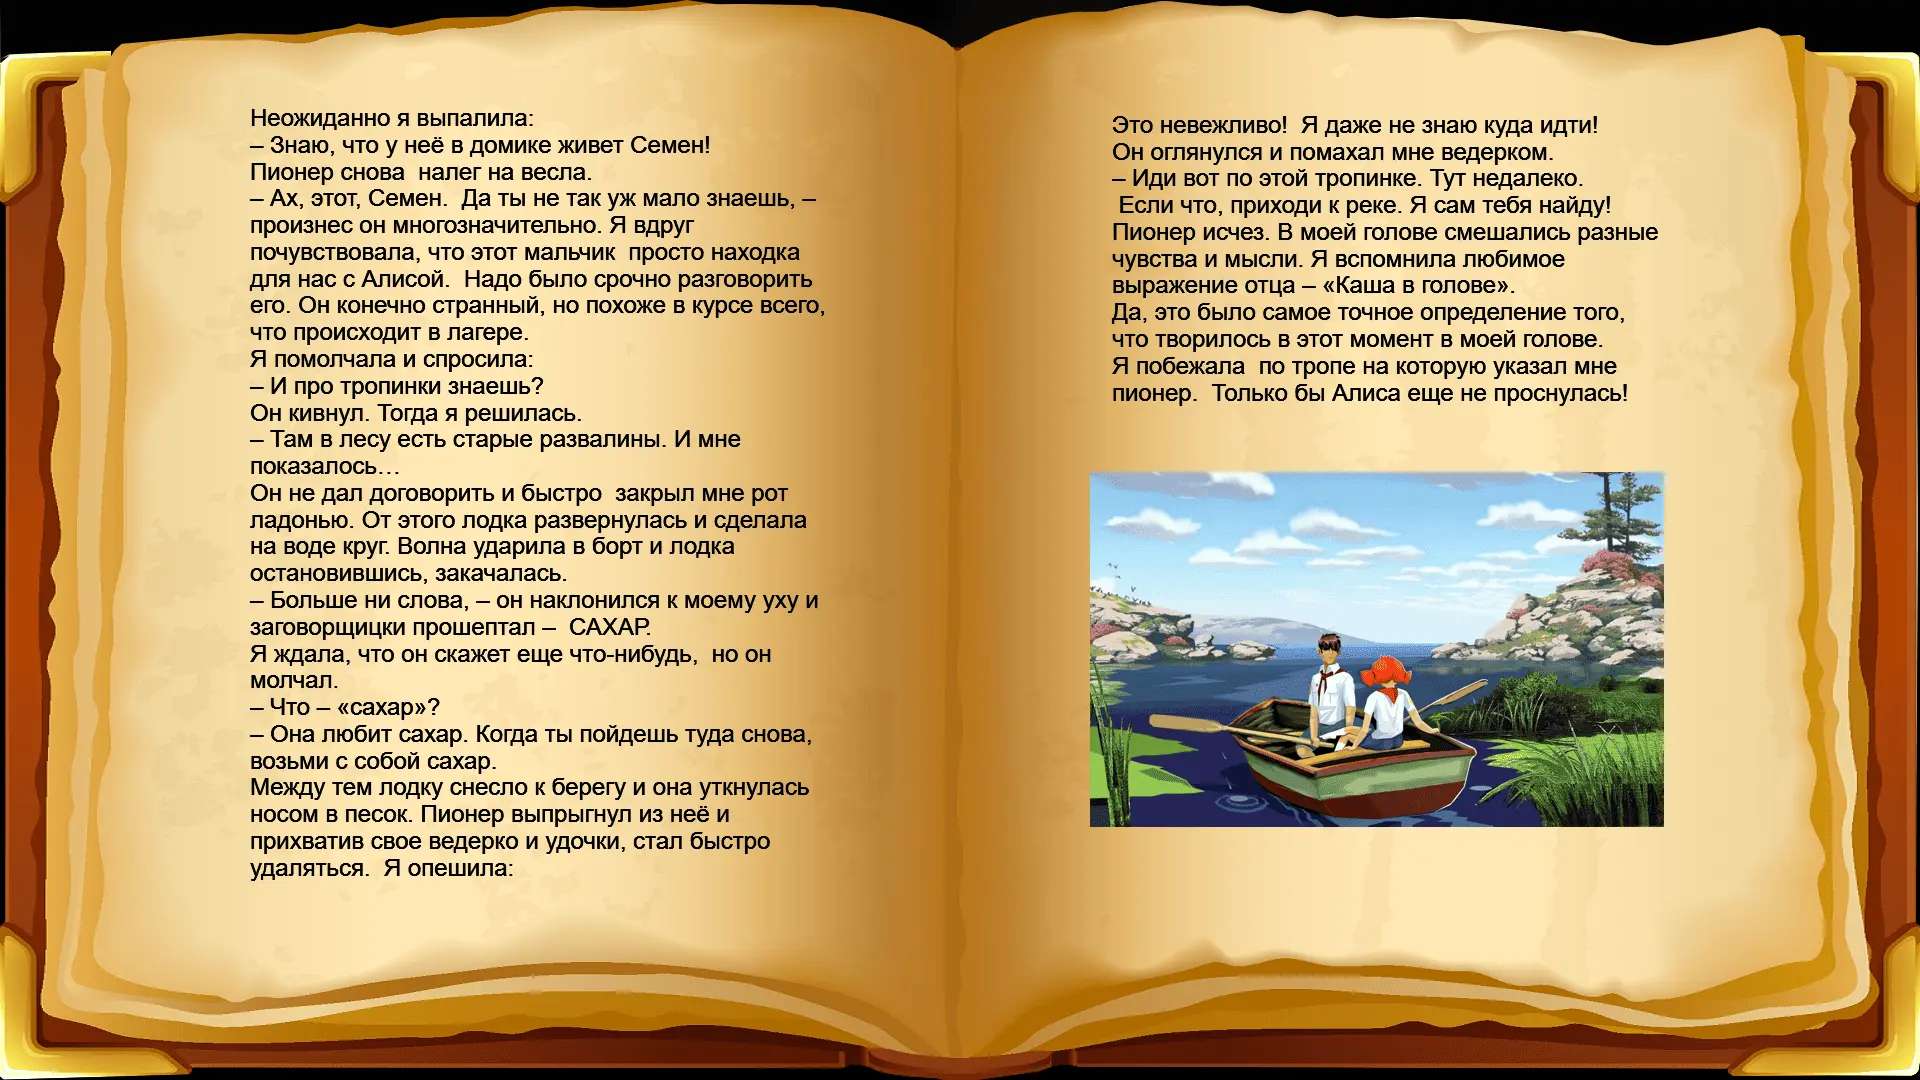 Неожиданно я выпалила:
– Знаю, что у неё в домике живет Семен!
Пионер снова  налег на весла.
– Ах, этот, Семен.  Да ты не так уж мало знаешь, –
произнес он многозначительно. Я вдруг
почувствовала, что этот мальчик  просто находка
для нас с Алисой.  Надо было срочно разговорить
его. Он конечно странный, но похоже в курсе всего,
что происходит в лагере.
Я помолчала и спросила:
– И про тропинки знаешь?
Он кивнул. Тогда я решилась.
– Там в лесу есть старые развалины. И мне
показалось…
Он не дал договорить и быстро  закрыл мне рот
ладонью. От этого лодка развернулась и сделала
на воде круг. Волна ударила в борт и лодка
остановившись, закачалась.
– Больше ни слова, – он наклонился к моему уху и
заговорщицки прошептал –  САХАР.
Я ждала, что он скажет еще что-нибудь,  но он
молчал.
– Что – «сахар»?
– Она любит сахар. Когда ты пойдешь туда снова,
возьми с собой сахар.
Между тем лодку снесло к берегу и она уткнулась
носом в песок. Пионер выпрыгнул из неё и
прихватив свое ведерко и удочки, стал быстро
удаляться.  Я опешила:
Это невежливо!  Я даже не знаю куда идти!
Он оглянулся и помахал мне ведерком.
– Иди вот по этой тропинке. Тут недалеко.
Если что, приходи к реке. Я сам тебя найду!
Пионер исчез. В моей голове смешались разные
чувства и мысли. Я вспомнила любимое
выражение отца – «Каша в голове».
Да, это было самое точное определение того,
что творилось в этот момент в моей голове.
Я побежала  по тропе на которую указал мне
пионер.  Только бы Алиса еще не проснулась!